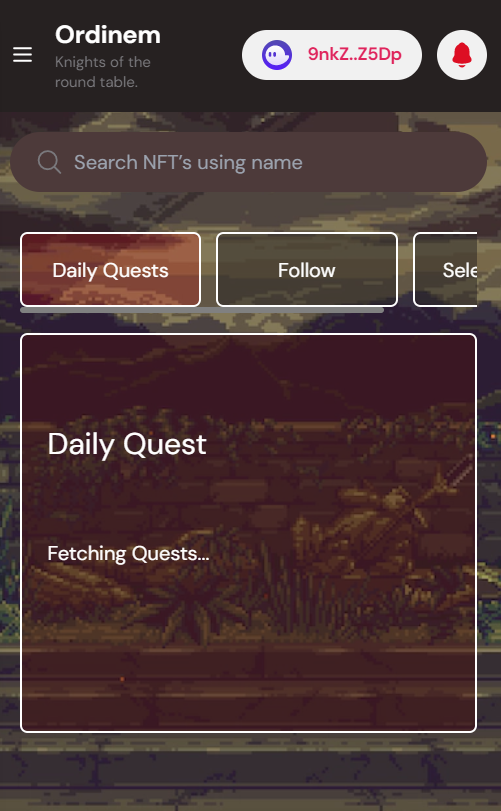 Ordinem
Knights of the
round table.
9nkZ..Z5Dp
Search NFT’s using name
Daily Quests
Follow
Sele
Daily Quest
Fetching Quests...